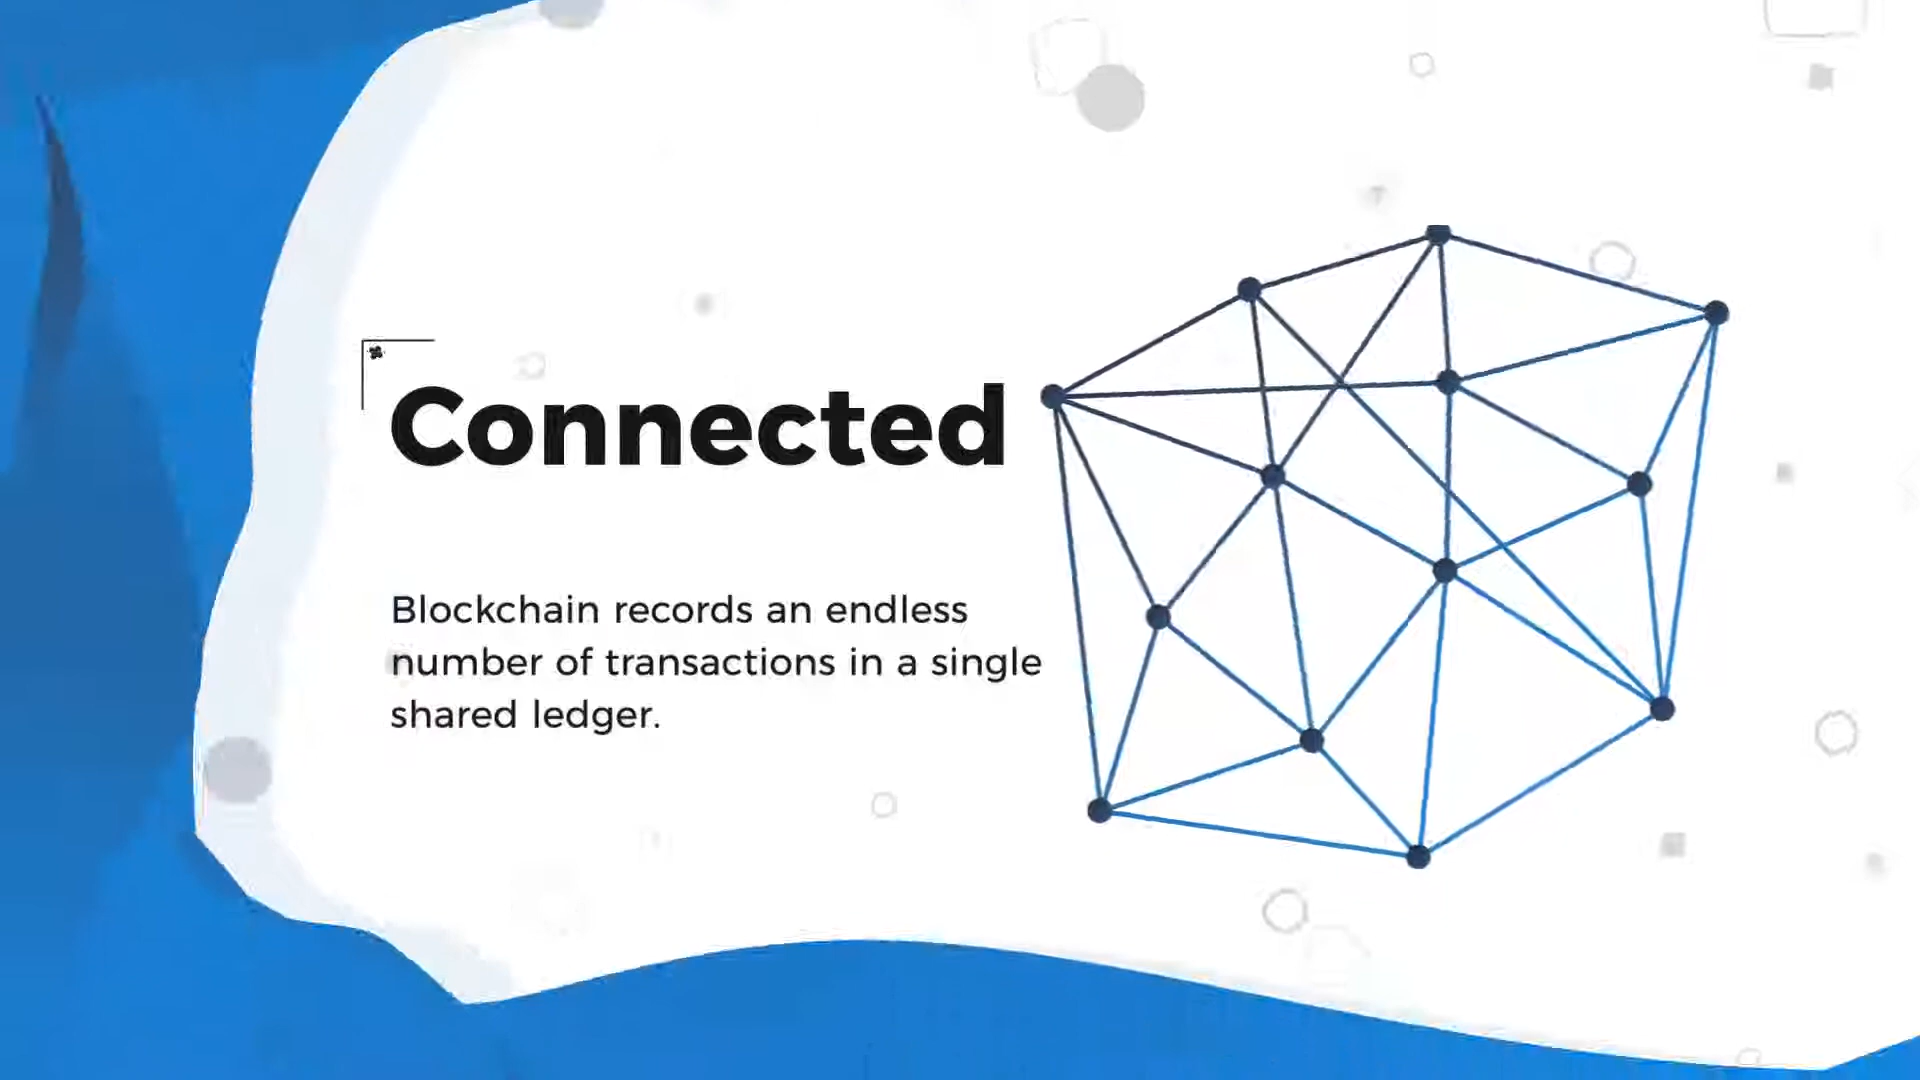 Connected
Blockchain records an endless
number of transactions in a single
shared ledger.